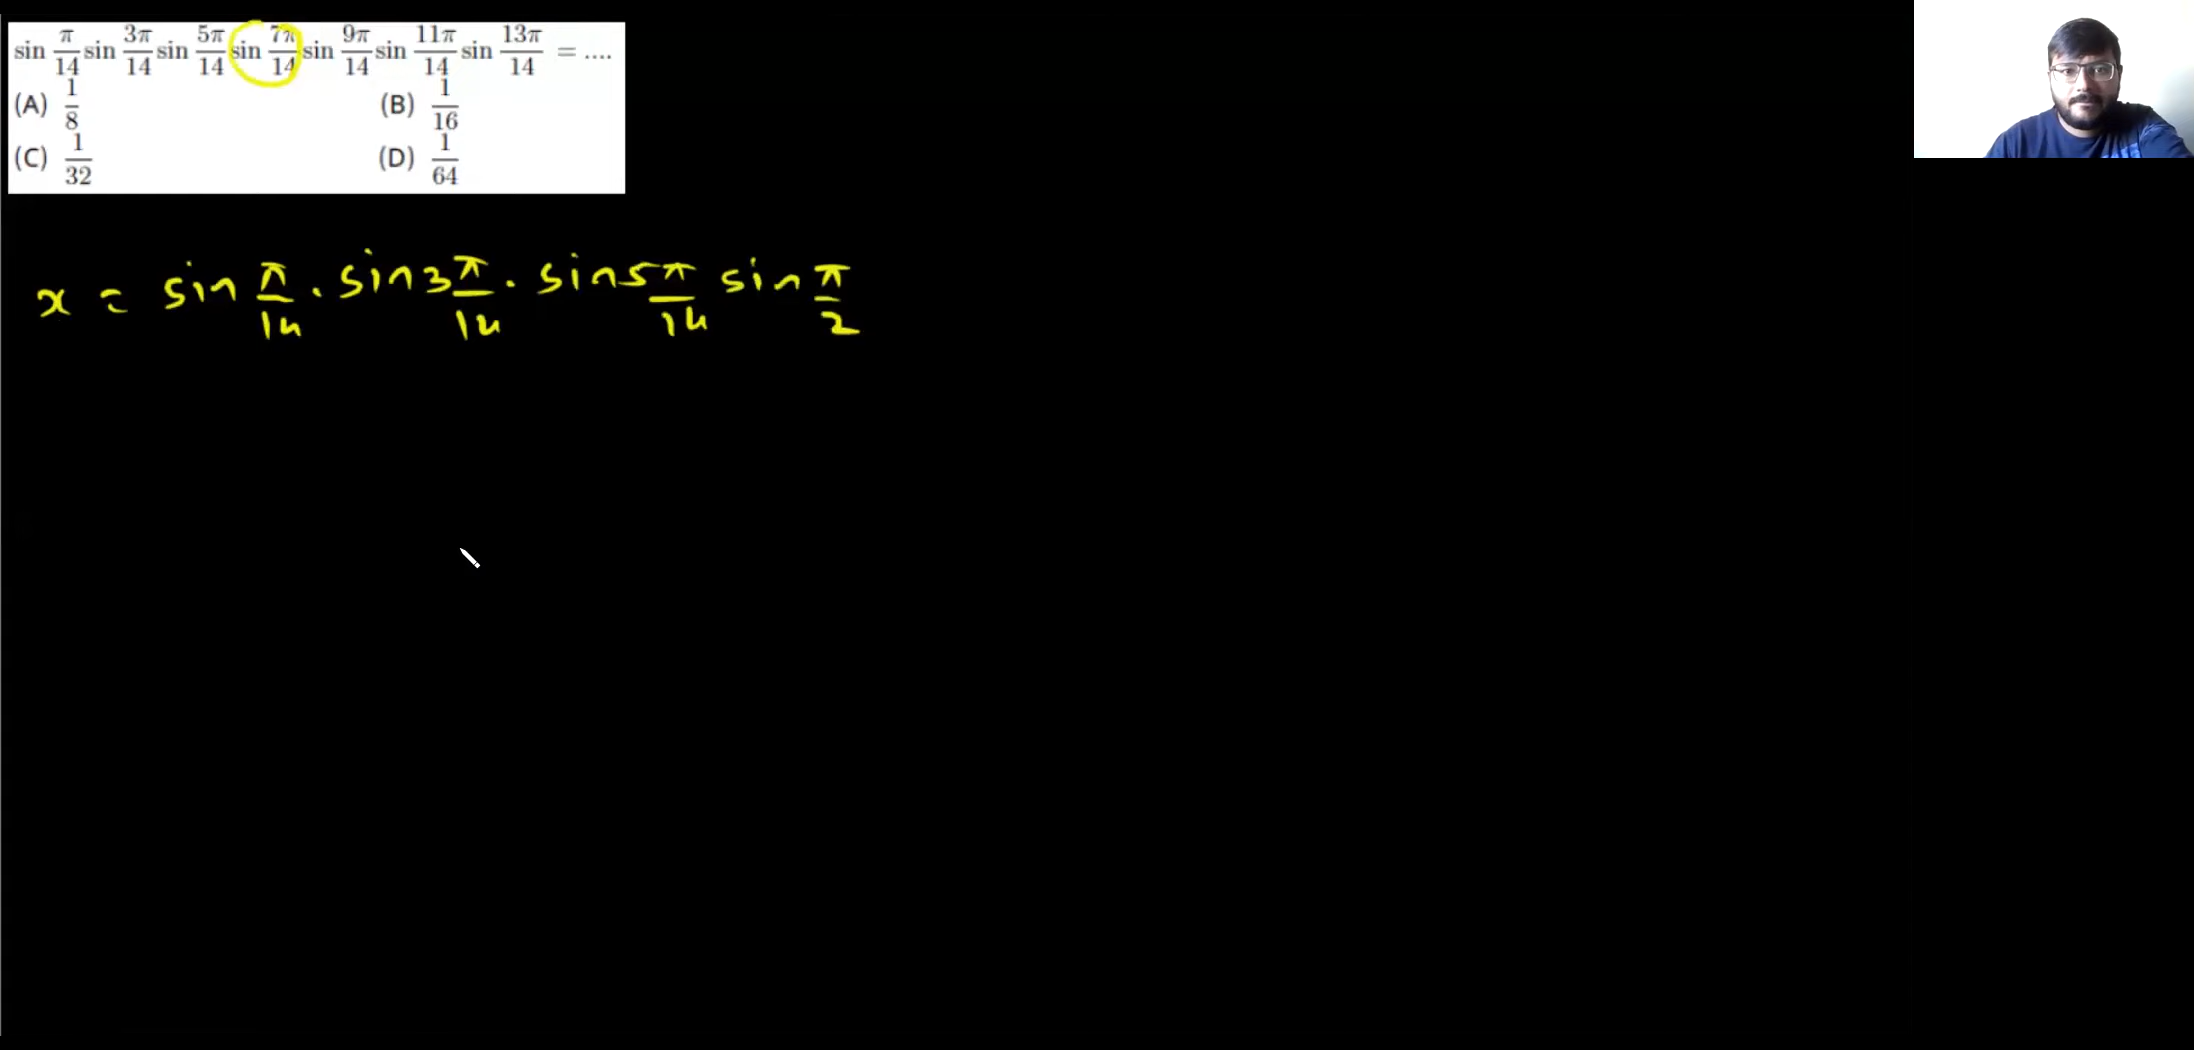 sin π/14 sin 3π/14 sin 5π/14 sin 7π/14 sin 9π/14 sin 11π/14 sin 13π/14 = ....
(A) 1/8 (B) 1/16
(C) 1/32 (D) 1/64
x = sin π/14 . sin 3π/14 . sin 5π/14 sin π/2